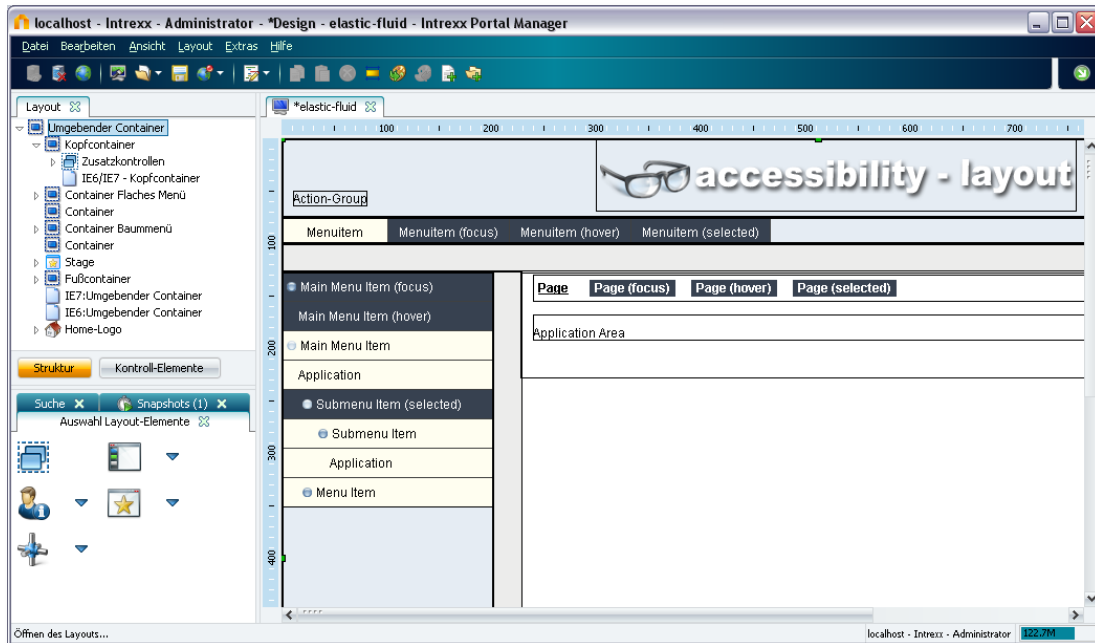 localhost - Intrexx - Administrator - *Design - elastic-fluid - Intrexx Portal Manager
Datei Bearbeiten Ansicht Layout Extras Hilfe
Layout
*elastic-fluid
Umgebender Container
Kopfcontainer
Zusatzkontrollen
IE6/IE7 - Kopfcontainer
Container Flaches Menü
Container
Container Baummenü
Container
Stage
Fußcontainer
IE7:Umgebender Container
IE6:Umgebender Container
Home-Logo
Struktur Kontroll-Elemente
Suche Snapshots (1)
Auswahl Layout-Elemente
100 200 300 400 500 600 700
100
200
300
400
accessibility - layout
Action-Group
Menuitem Menuitem (focus) Menuitem (hover) Menuitem (selected)
Main Menu Item (focus)
Main Menu Item (hover)
Main Menu Item
Application
Submenu Item (selected)
Submenu Item
Application
Menu Item
Page Page (focus) Page (hover) Page (selected)
Application Area
Öffnen des Layouts...
localhost - Intrexx - Administrator 122,7M